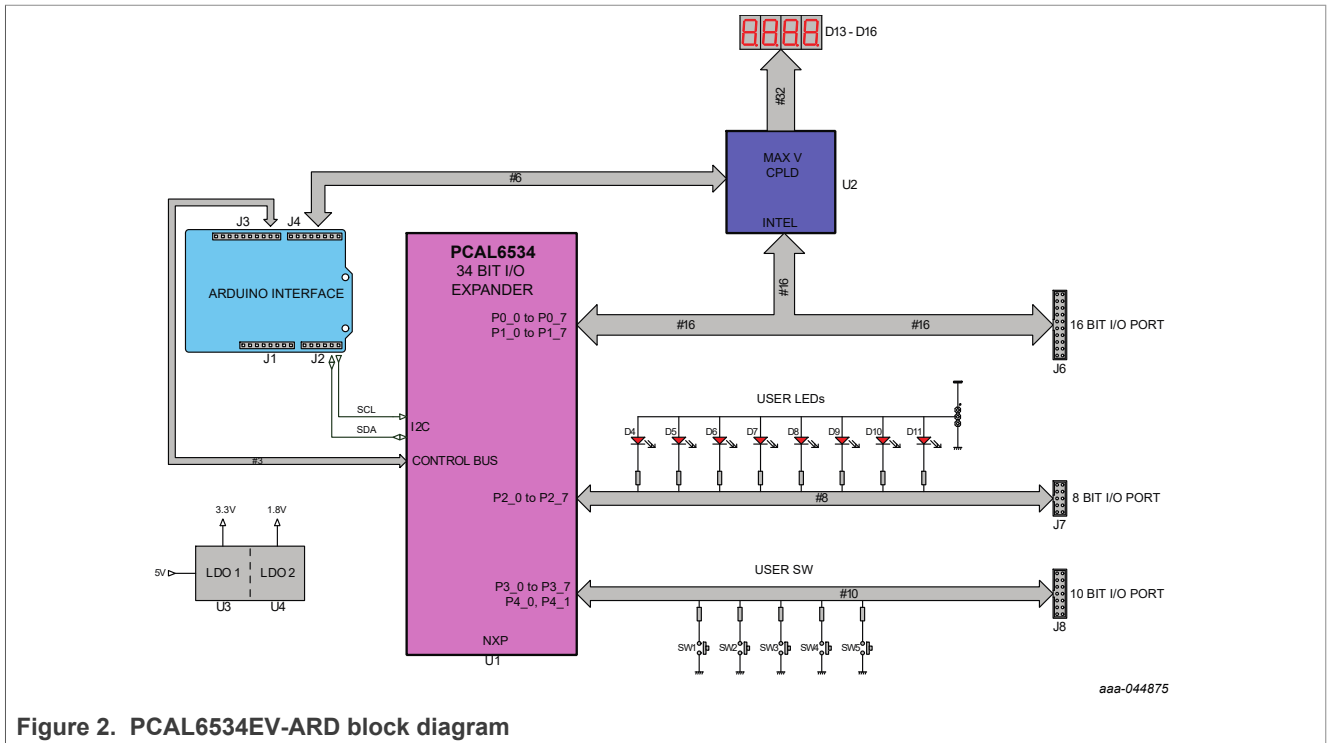 D13 - D16
#32
MAX V
CPLD
U2
INTEL
#6
J3
J4
ARDUINO INTERFACE
J1
J2
PCAL6534
34 BIT I/O
EXPANDER
P0_0 to P0_7
P1_0 to P1_7
#16
#16
#16
16 BIT I/O PORT
J6
SCL
SDA
I2C
#3
CONTROL BUS
USER LEDs
D4
D5
D6
D7
D8
D9
D10
D11
P2_0 to P2_7
#8
8 BIT I/O PORT
J7
3.3V
1.8V
5V
LDO 1
LDO 2
U3
U4
USER SW
P3_0 to P3_7
P4_0, P4_1
#10
10 BIT I/O PORT
J8
SW1
SW2
SW3
SW4
SW5
NXP
U1
aaa-044875
Figure 2. PCAL6534EV-ARD block diagram